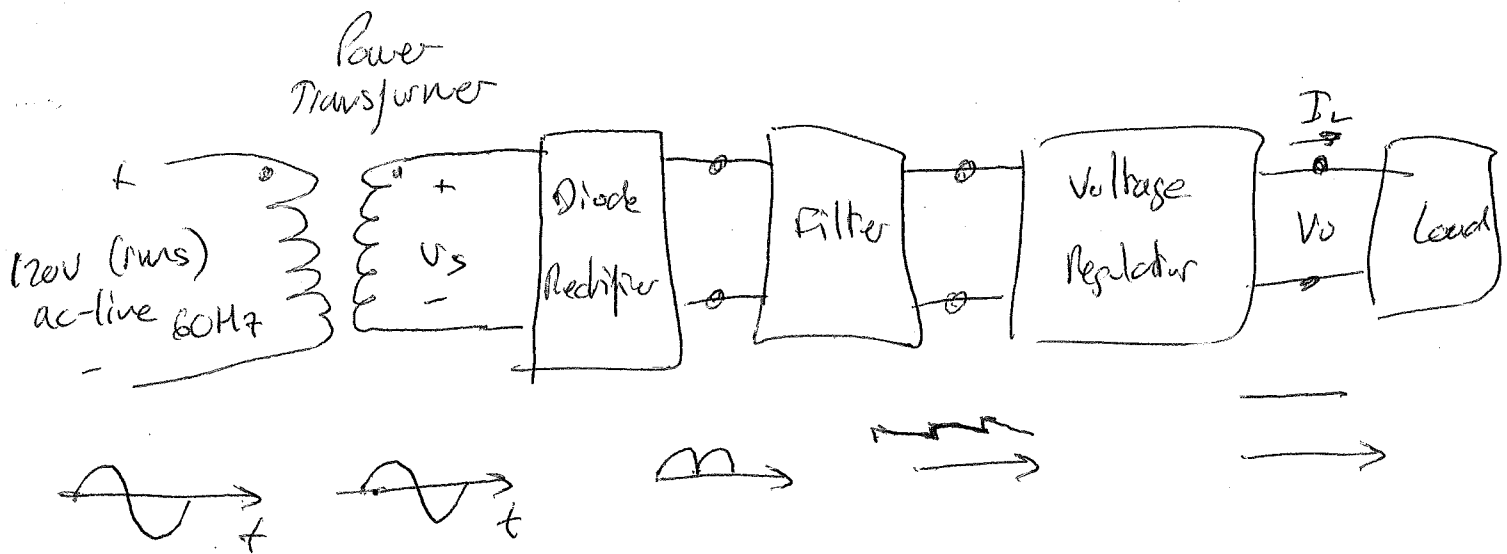 Power
Transformer
+
120V (rms)
ac-line 60Hz
-
+
Vs
-
Diode
Rectifier
Filter
Voltage
Regulator
IL
Vo
Load
t
t